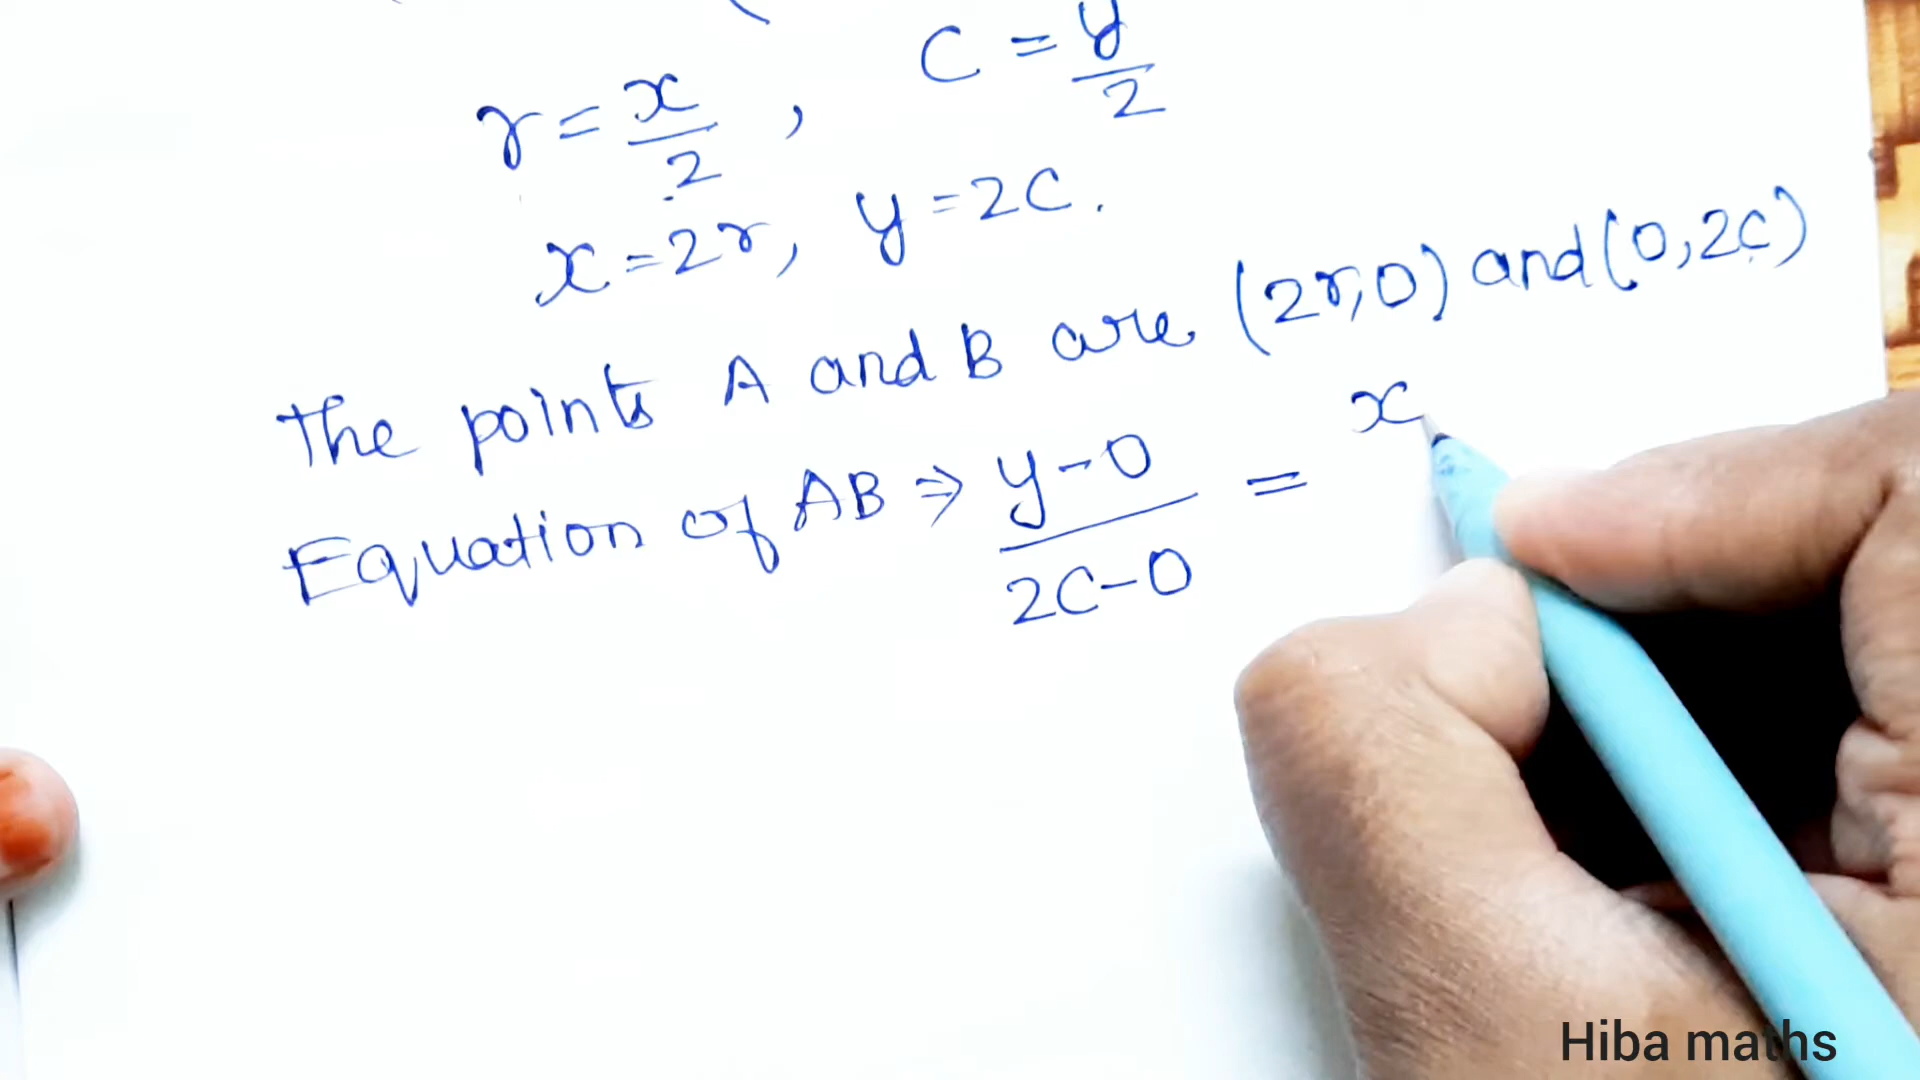 r = x/2 , C = y/2
x = 2r, y = 2C.
The points A and B are (2r,0) and (0,2C)
Equation of AB ⇒ y-0/2C-0 = x
Hiba maths